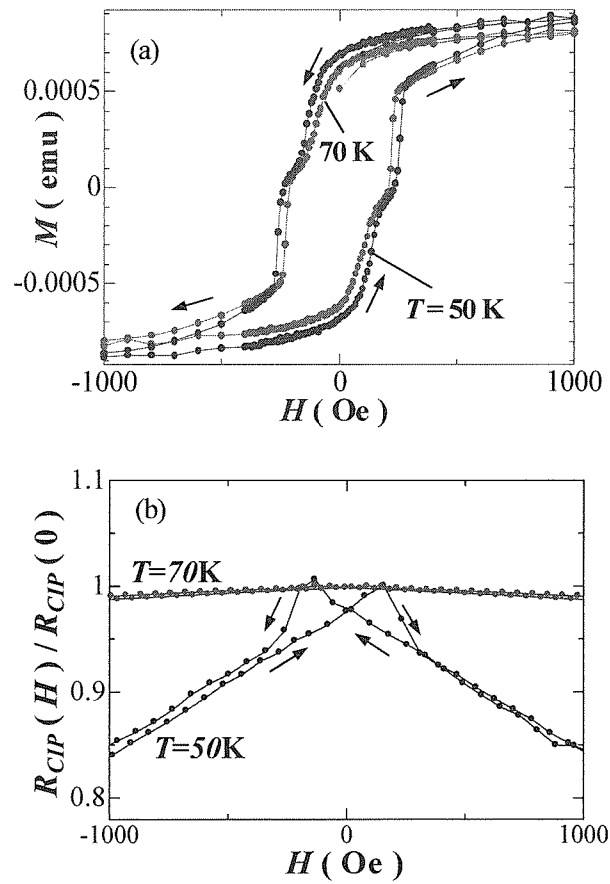 (a)
0.0005
0
-0.0005
M ( emu )
70 K
T = 50 K
-1000
0
1000
H ( Oe )
(b)
1.1
1
0.9
0.8
R_CIP ( H ) / R_CIP ( 0 )
T=70K
T=50K
-1000
0
1000
H ( Oe )